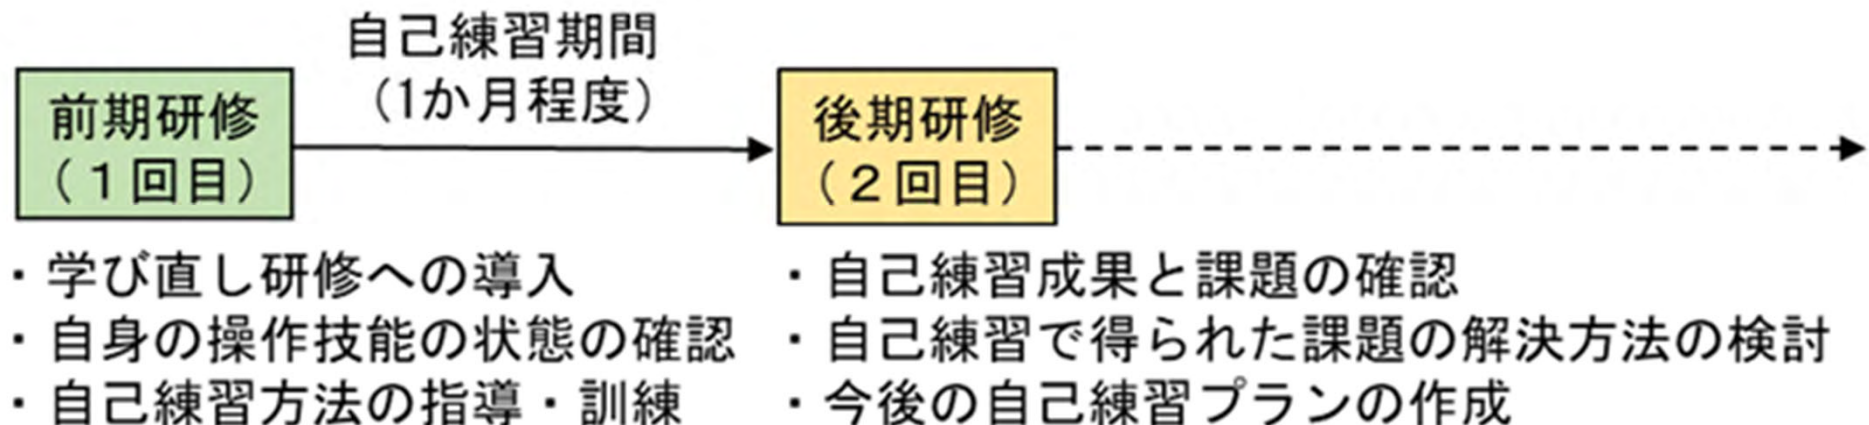 自己練習期間
（1か月程度）
前期研修
（１回目）
後期研修
（２回目）
・学び直し研修への導入
・自身の操作技能の状態の確認
・自己練習方法の指導・訓練
・自己練習成果と課題の確認
・自己練習で得られた課題の解決方法の検討
・今後の自己練習プランの作成